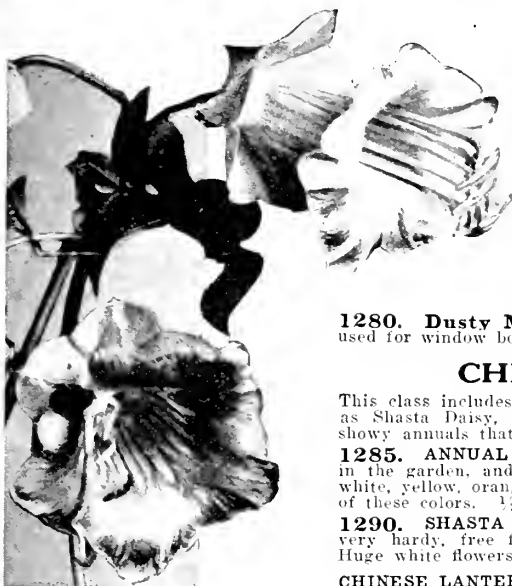 1280. Dusty M
used for window bo
CHI
This class includes
as Shasta Daisy,
showy annuals that
1285. ANNUAL
in the garden, and
white, yellow, oran
of these colors.
1290. SHASTA
very hardy, free f
Huge white flowers
CHINESE LANTER